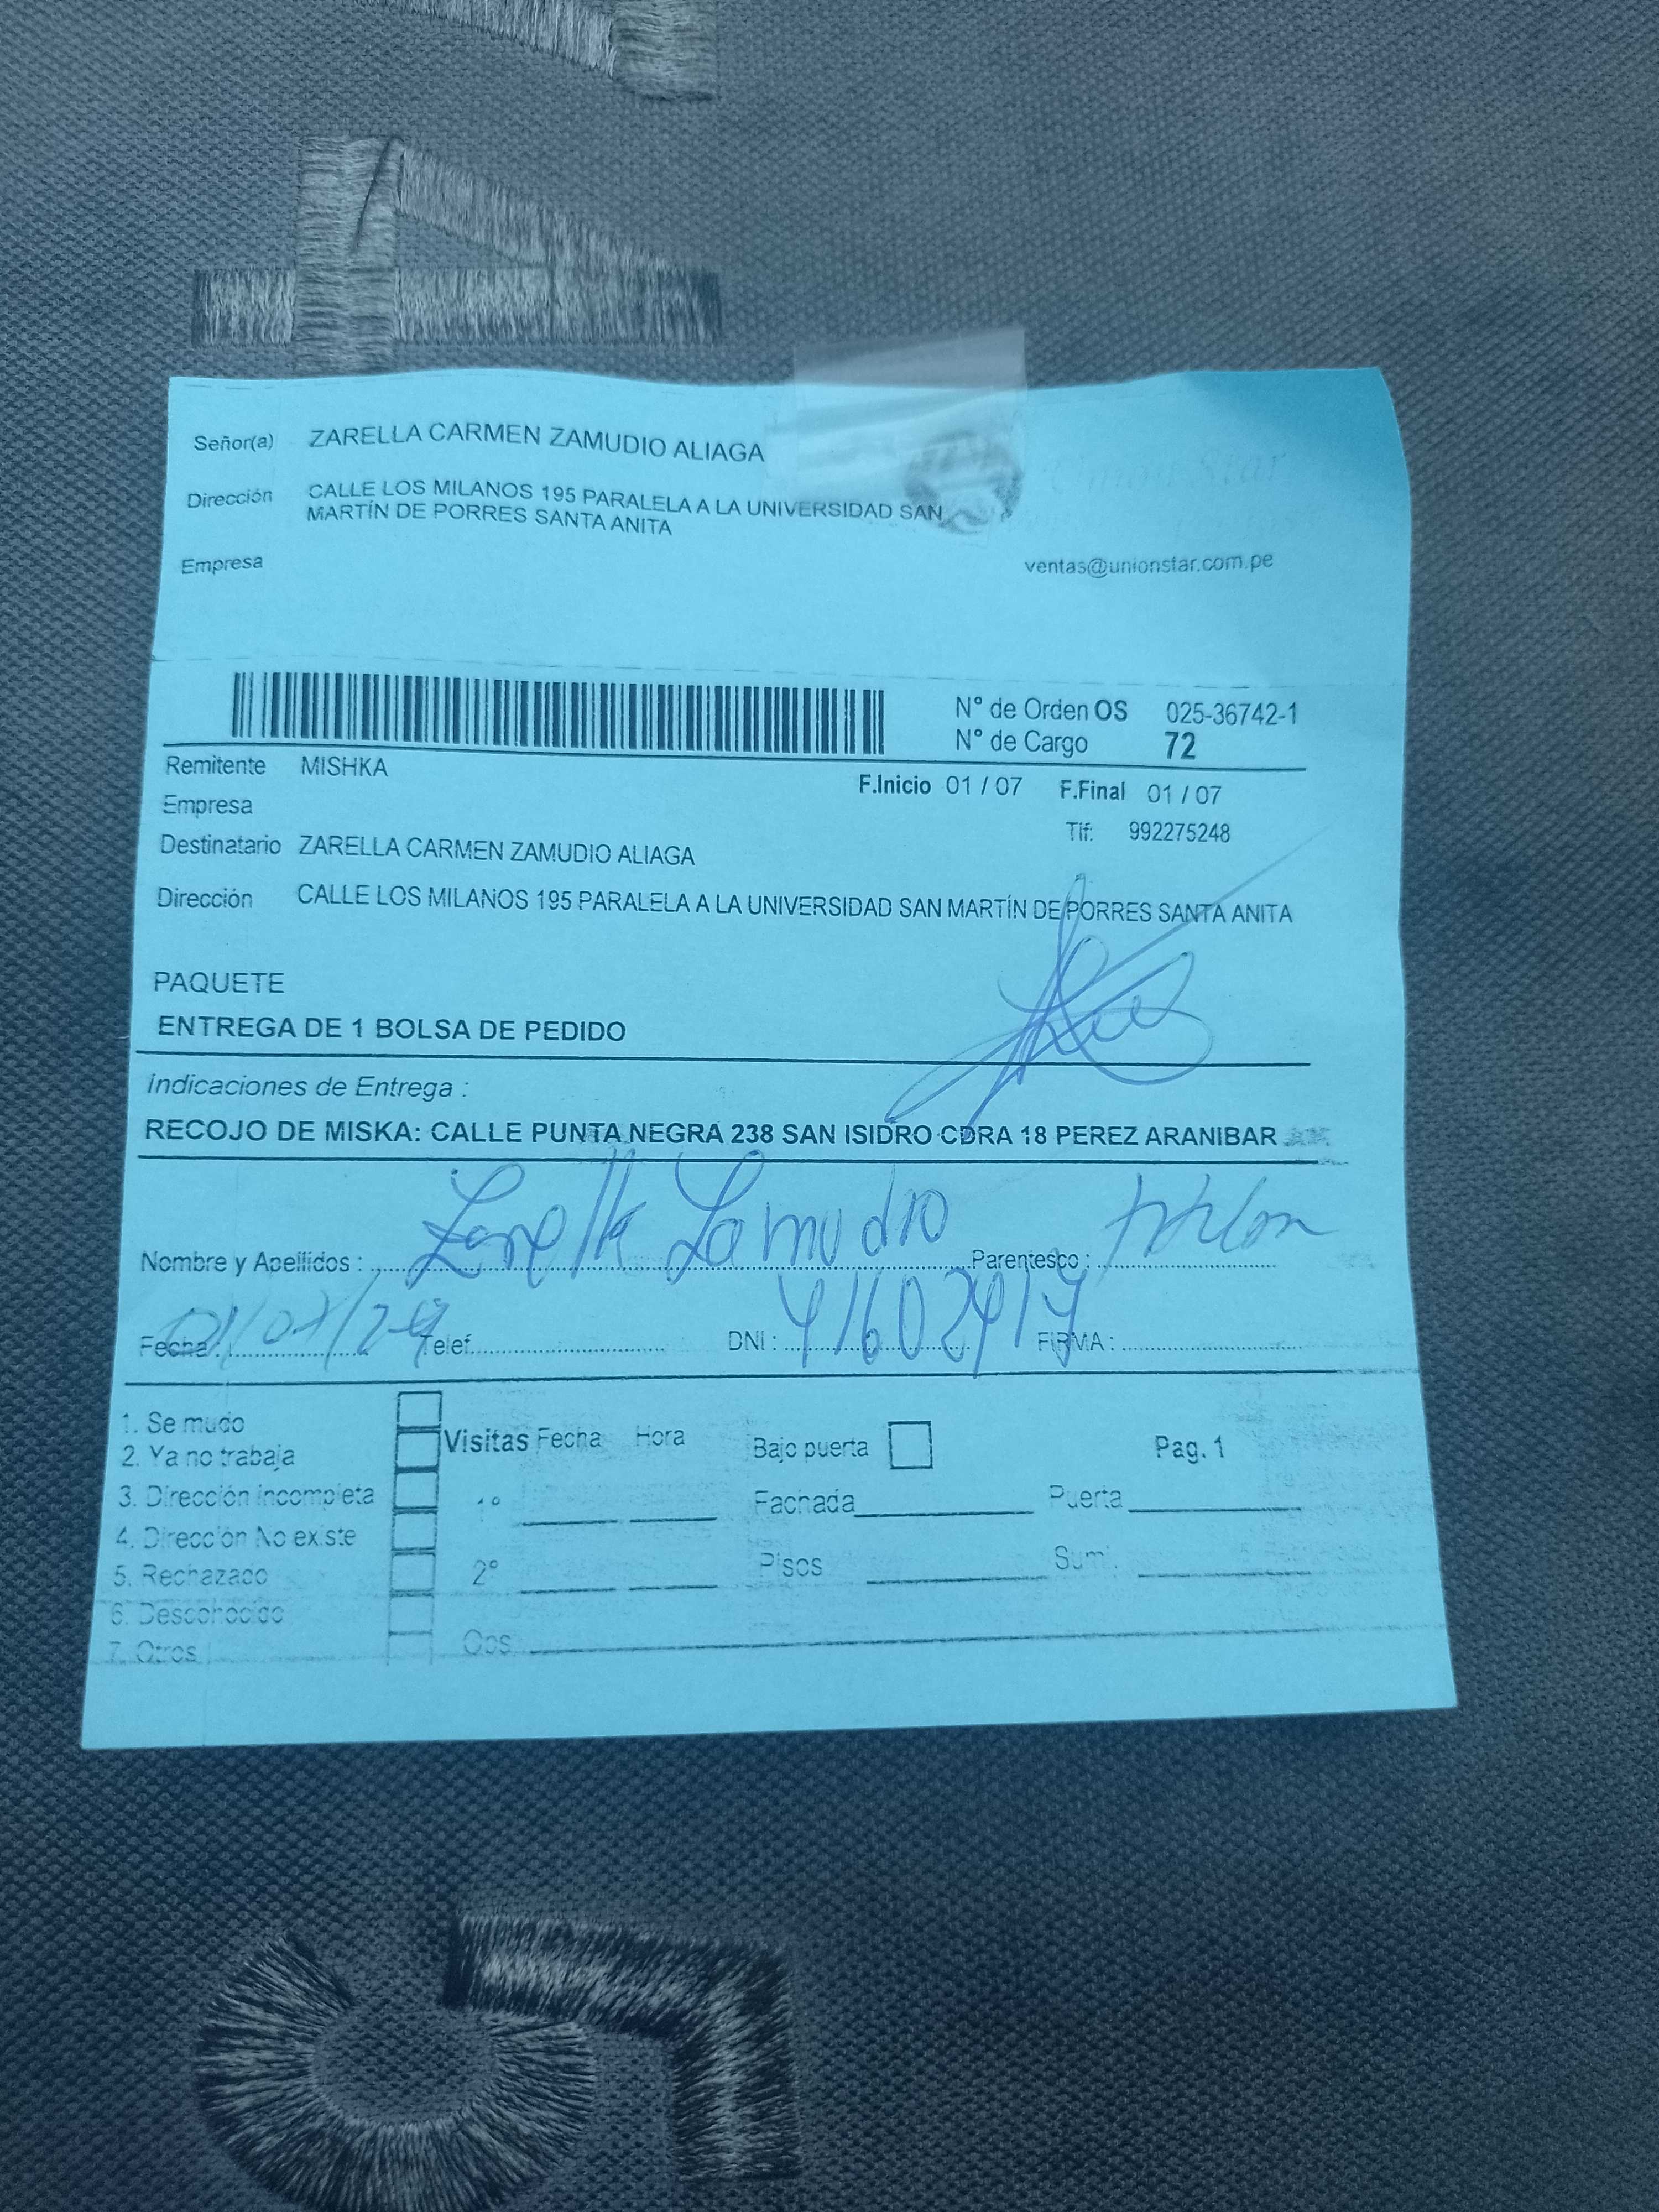 Señor(a) ZARELLA CARMEN ZAMUDIO ALIAGA
Dirección CALLE LOS MILANOS 195 PARALELA A LA UNIVERSIDAD SAN
MARTÍN DE PORRES SANTA ANITA
Union Star
Empresa
ventas@unionstar.com.pe
N° de Orden OS 025-36742-1
N° de Cargo 72
Remitente MISHKA
F.Inicio 01 / 07 F.Final 01 / 07
Empresa
Tlf: 992275248
Destinatario ZARELLA CARMEN ZAMUDIO ALIAGA
Dirección CALLE LOS MILANOS 195 PARALELA A LA UNIVERSIDAD SAN MARTÍN DE PORRES SANTA ANITA
PAQUETE
ENTREGA DE 1 BOLSA DE PEDIDO
Indicaciones de Entrega :
RECOJO DE MISKA: CALLE PUNTA NEGRA 238 SAN ISIDRO CDRA 18 PEREZ ARANIBAR
Nombre y Apellidos : Zarella Zamudio Parentesco :
Fecha: 01/07/24 Telef. DNI : 41602417 FIRMA :
1. Se mudo
2. Ya no trabaja
3. Dirección incompleta
4. Dirección No existe
5. Rechazado
6. Desconocido
7. Otros
Visitas Fecha Hora Bajo puerta Pag. 1
1° Fachada Puerta
2° Pisos Sumi.
Obs.